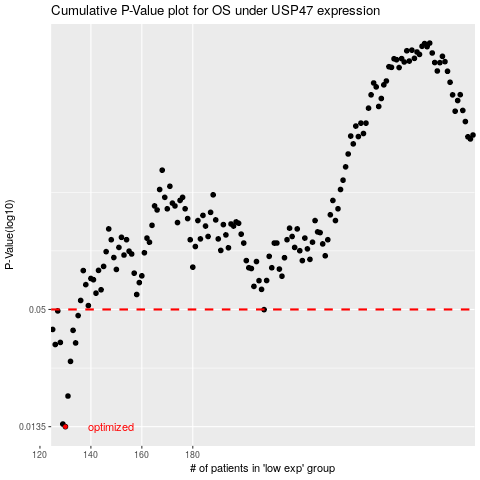 Cumulative P-Value plot for OS under USP47 expression
P-Value(log10)
0.05
0.0135
optimized
120 140 160 180
# of patients in 'low exp' group